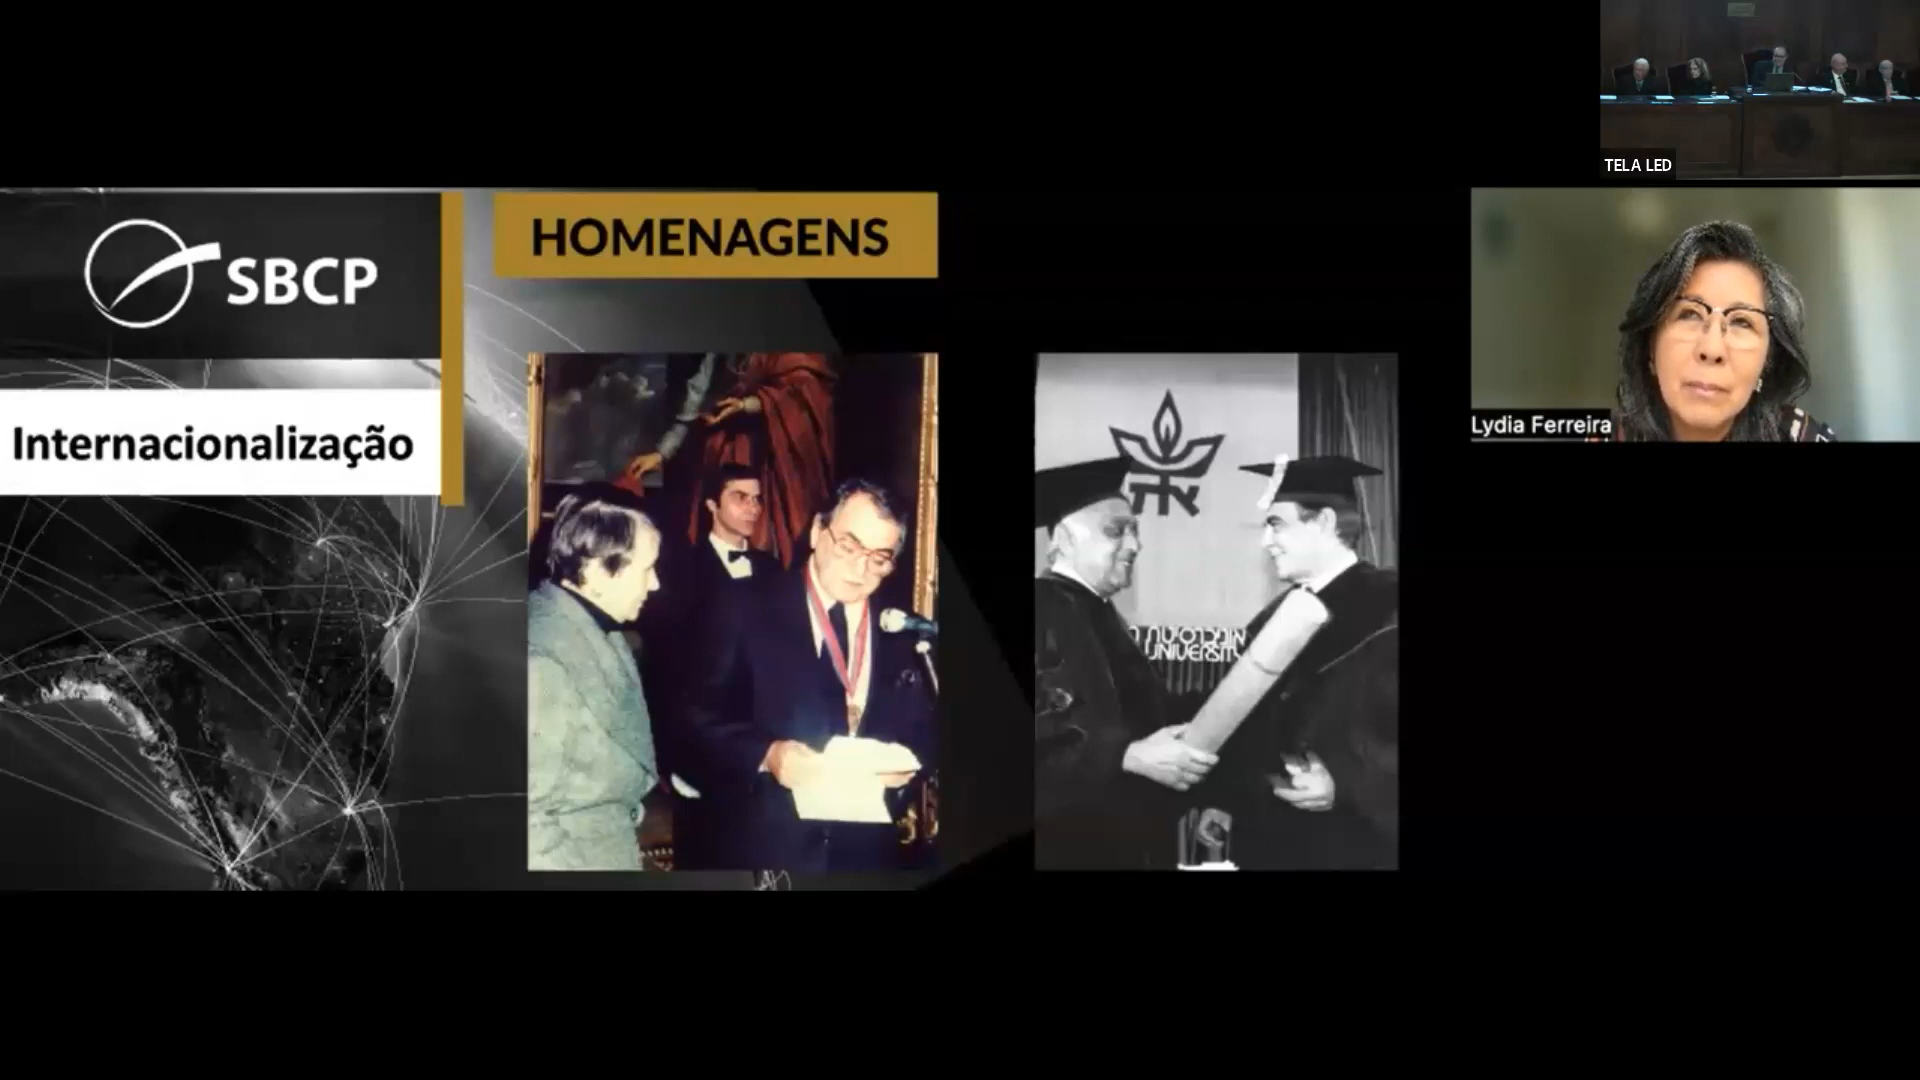 SBCP
HOMENAGENS
Internacionalização
UNIVERSITY
Lydia Ferreira
TELA LED